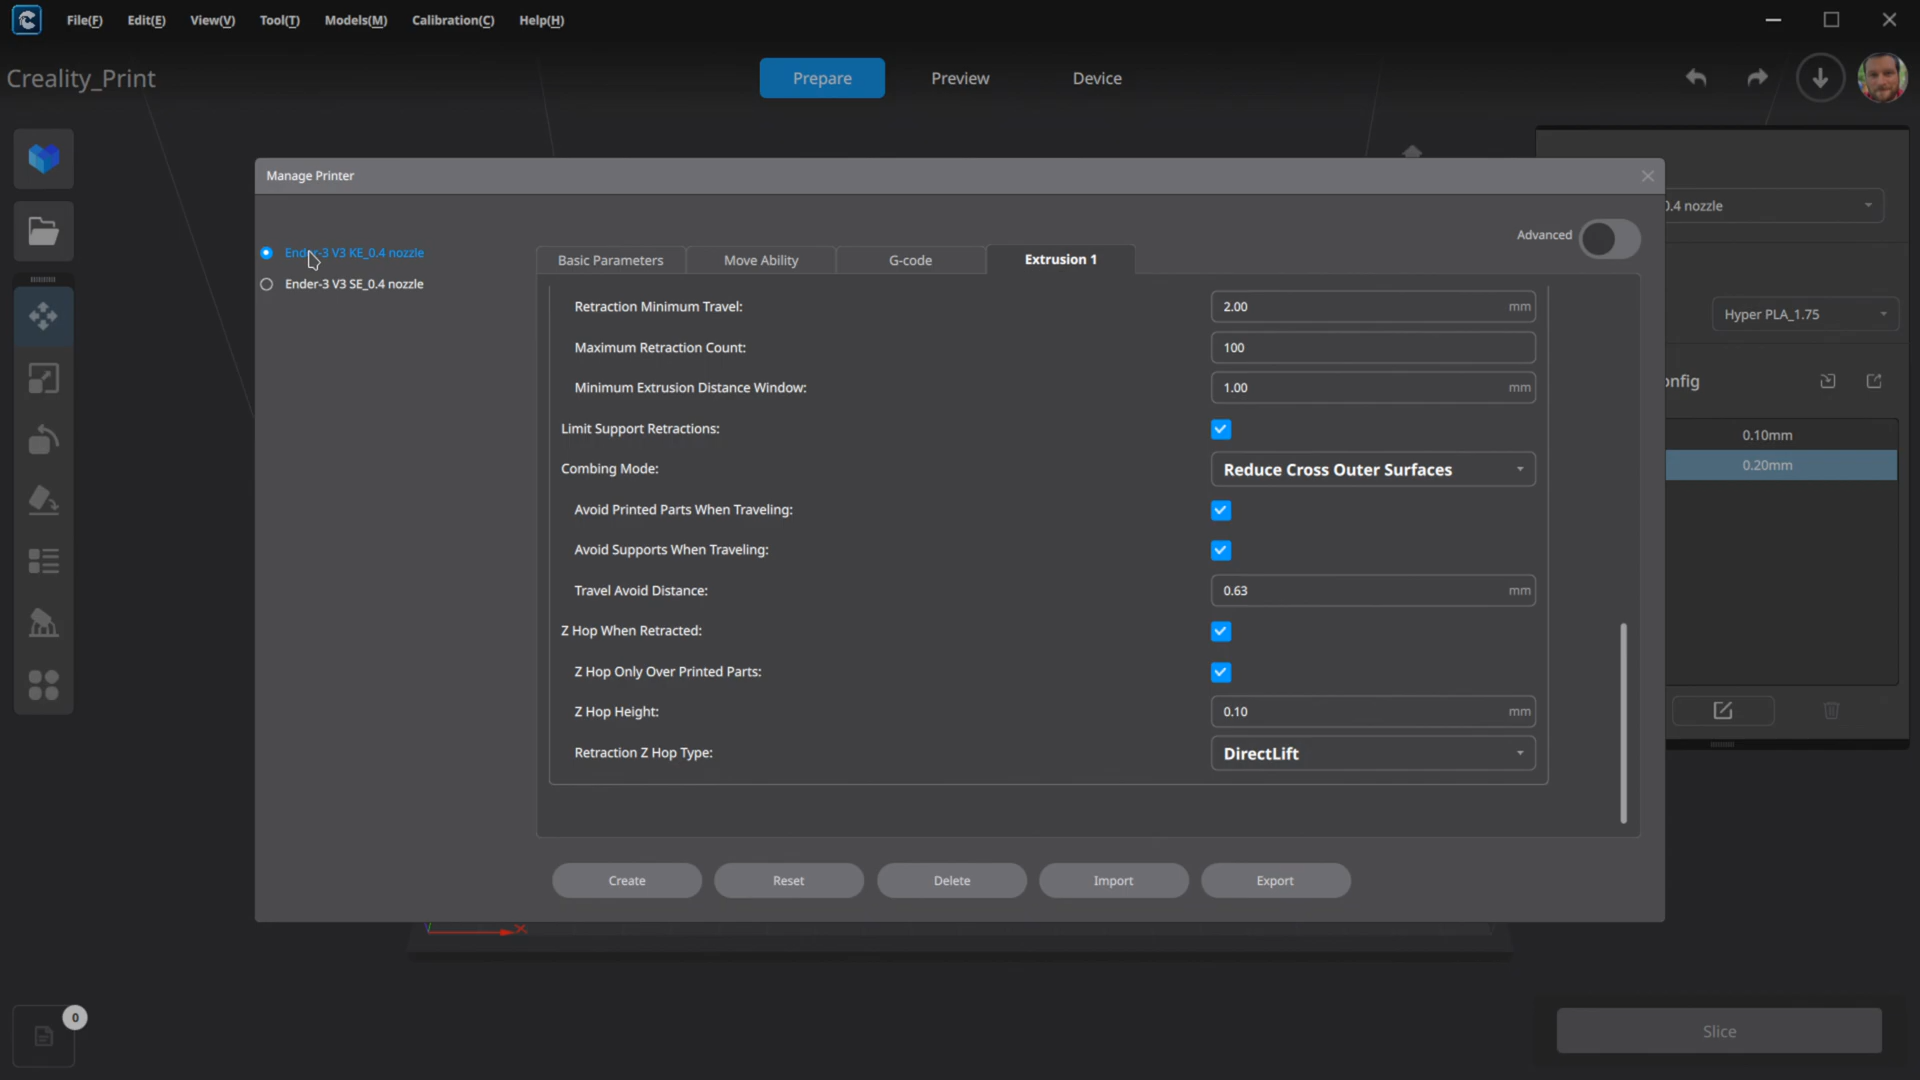 File(F) Edit(E) View(V) Tool(T) Models(M) Calibration(C) Help(H)
Creality_Print
Prepare Preview Device
Manage Printer
0.4 nozzle
Advanced
Ender-3 V3 KE_0.4 nozzle
Ender-3 V3 SE_0.4 nozzle
Basic Parameters Move Ability G-code Extrusion 1
Retraction Minimum Travel: 2.00 mm
Hyper PLA_1.75
Maximum Retraction Count: 100
Minimum Extrusion Distance Window: 1.00 mm
onfig
Limit Support Retractions:
0.10mm
Combing Mode: Reduce Cross Outer Surfaces
0.20mm
Avoid Printed Parts When Traveling:
Avoid Supports When Traveling:
Travel Avoid Distance: 0.63 mm
Z Hop When Retracted:
Z Hop Only Over Printed Parts:
Z Hop Height: 0.10 mm
Retraction Z Hop Type: DirectLift
Create Reset Delete Import Export
0
Slice